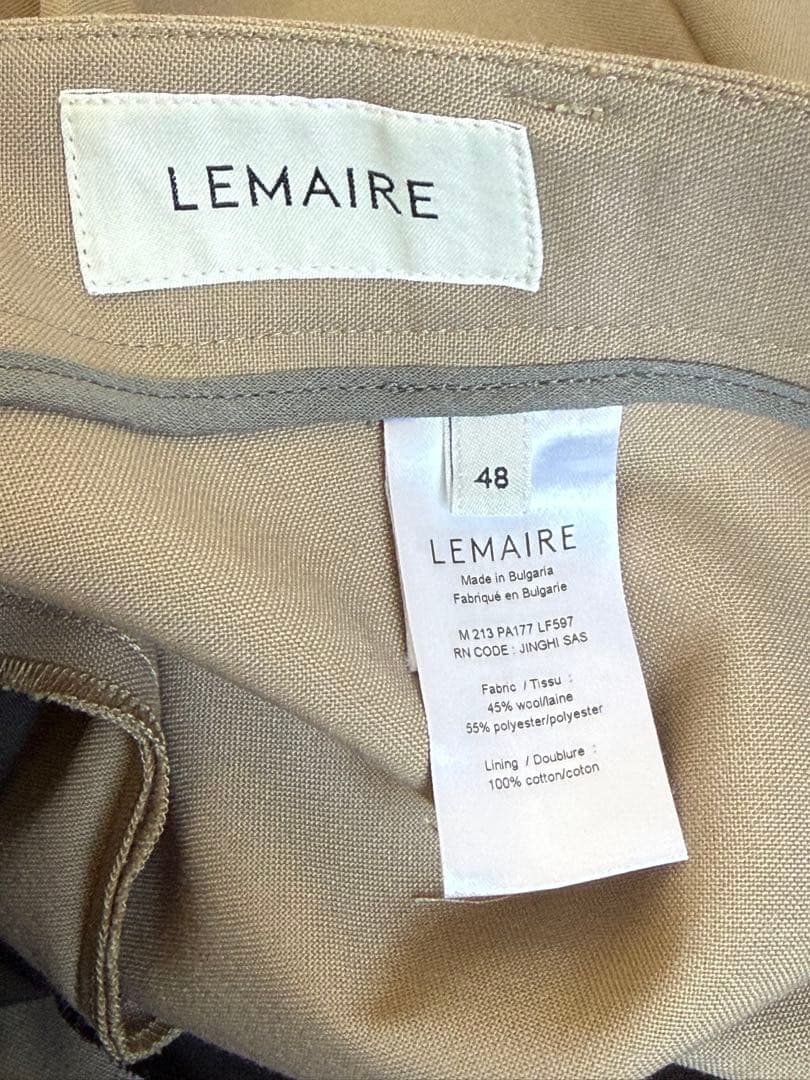 LEMAIRE
48
LEMAIRE
Made in Bulgaria
Fabriqué en Bulgarie
M 213 PA177 LF597
RN CODE : JINGHI SAS
Fabric / Tissu :
45% wool/laine
55% polyester/polyester
Lining / Doublure :
100% cotton/coton